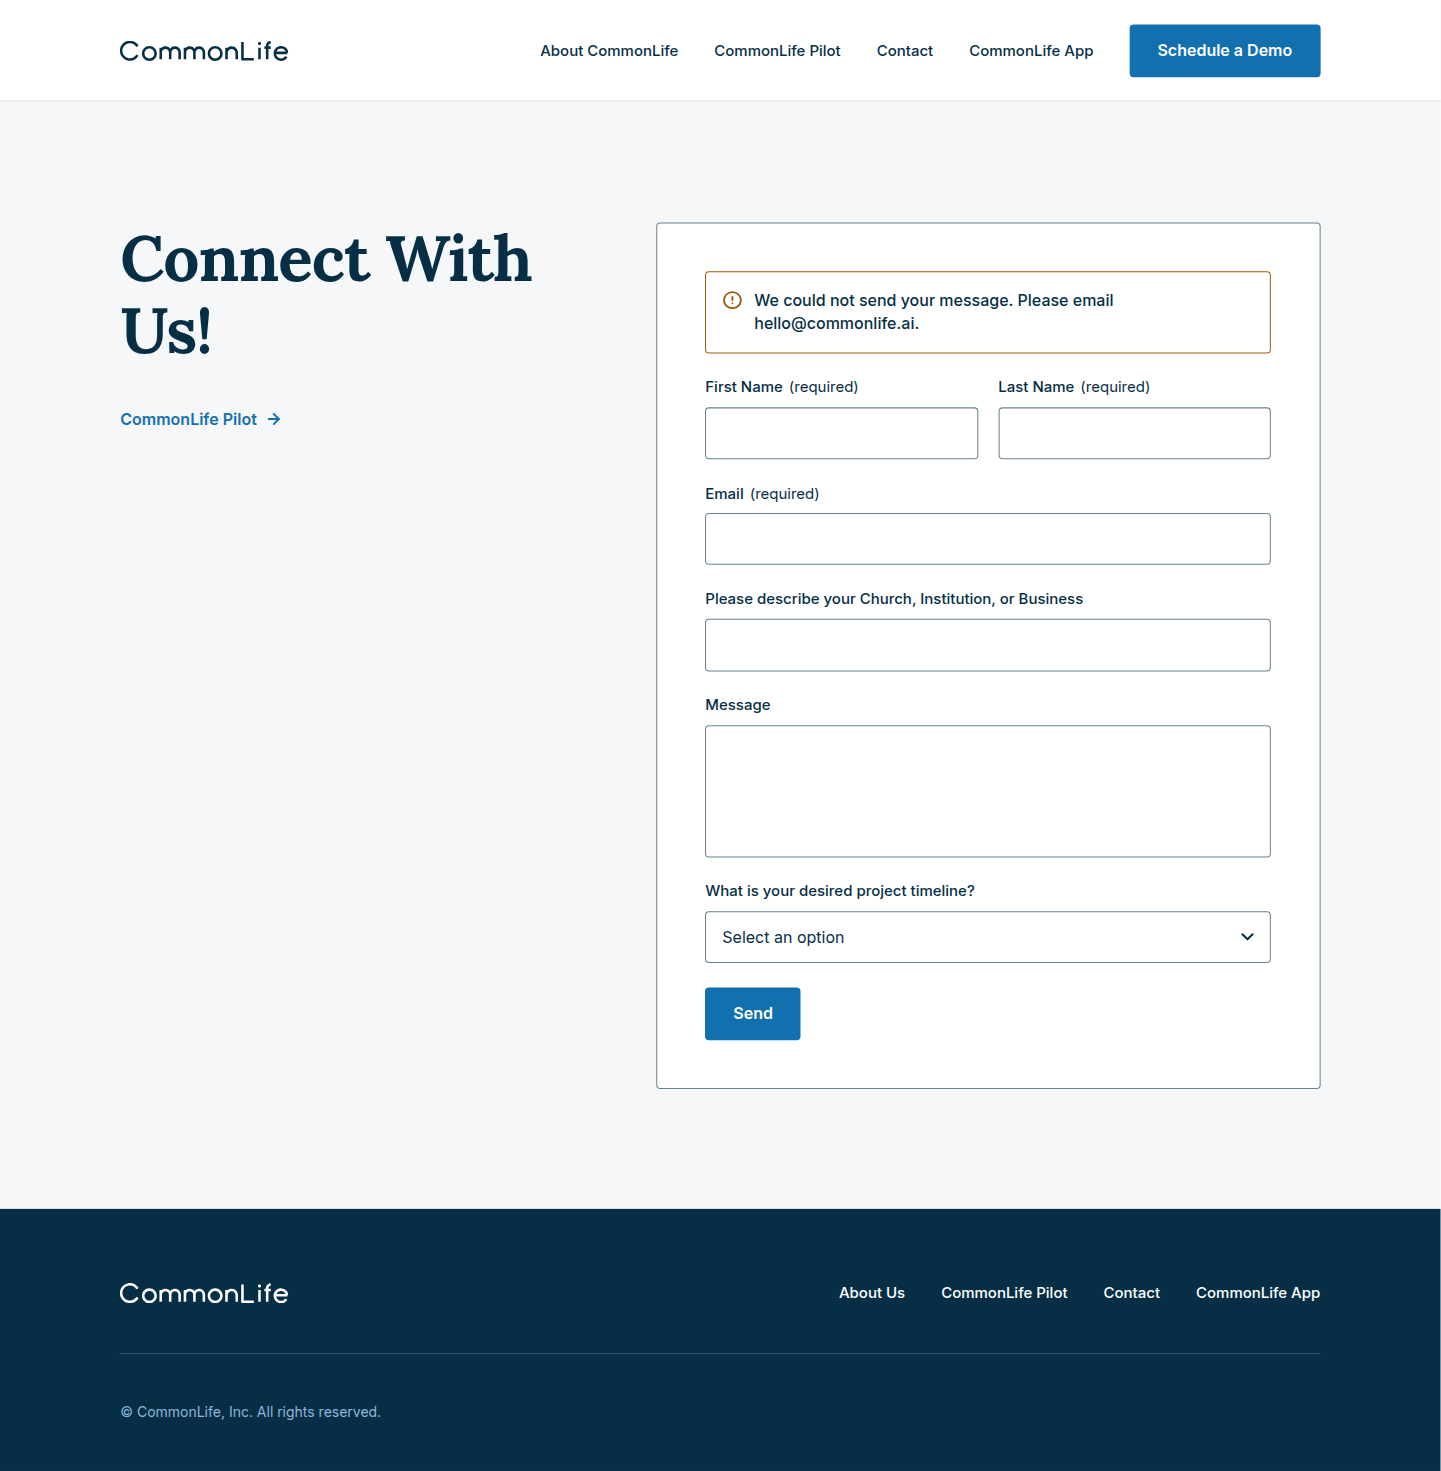 CommonLife
About CommonLife
CommonLife Pilot
Contact
CommonLife App
Schedule a Demo
Connect With
Us!
CommonLife Pilot
We could not send your message. Please email
hello@commonlife.ai.
First Name (required)
Last Name (required)
Email (required)
Please describe your Church, Institution, or Business
Message
What is your desired project timeline?
Select an option
Send
CommonLife
About Us
CommonLife Pilot
Contact
CommonLife App
© CommonLife, Inc. All rights reserved.